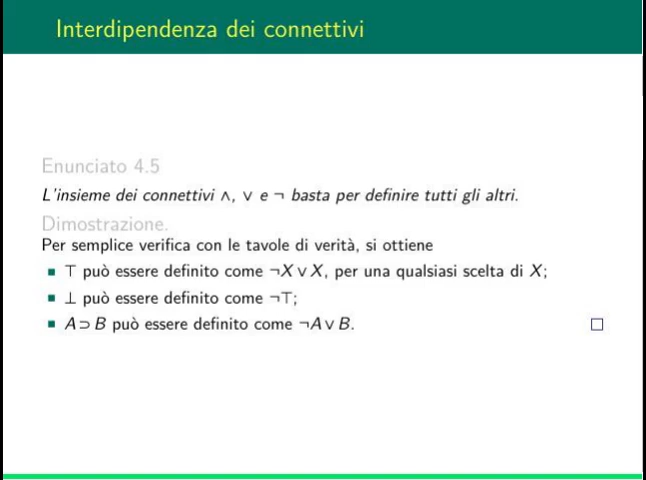 Interdipendenza dei connettivi
Enunciato 4.5
L'insieme dei connettivi ∧, ∨ e ¬ basta per definire tutti gli altri.
Dimostrazione.
Per semplice verifica con le tavole di verità, si ottiene
▪ ⊤ può essere definito come ¬X ∨ X, per una qualsiasi scelta di X;
▪ ⊥ può essere definito come ¬⊤;
▪ A ⊃ B può essere definito come ¬A ∨ B. □